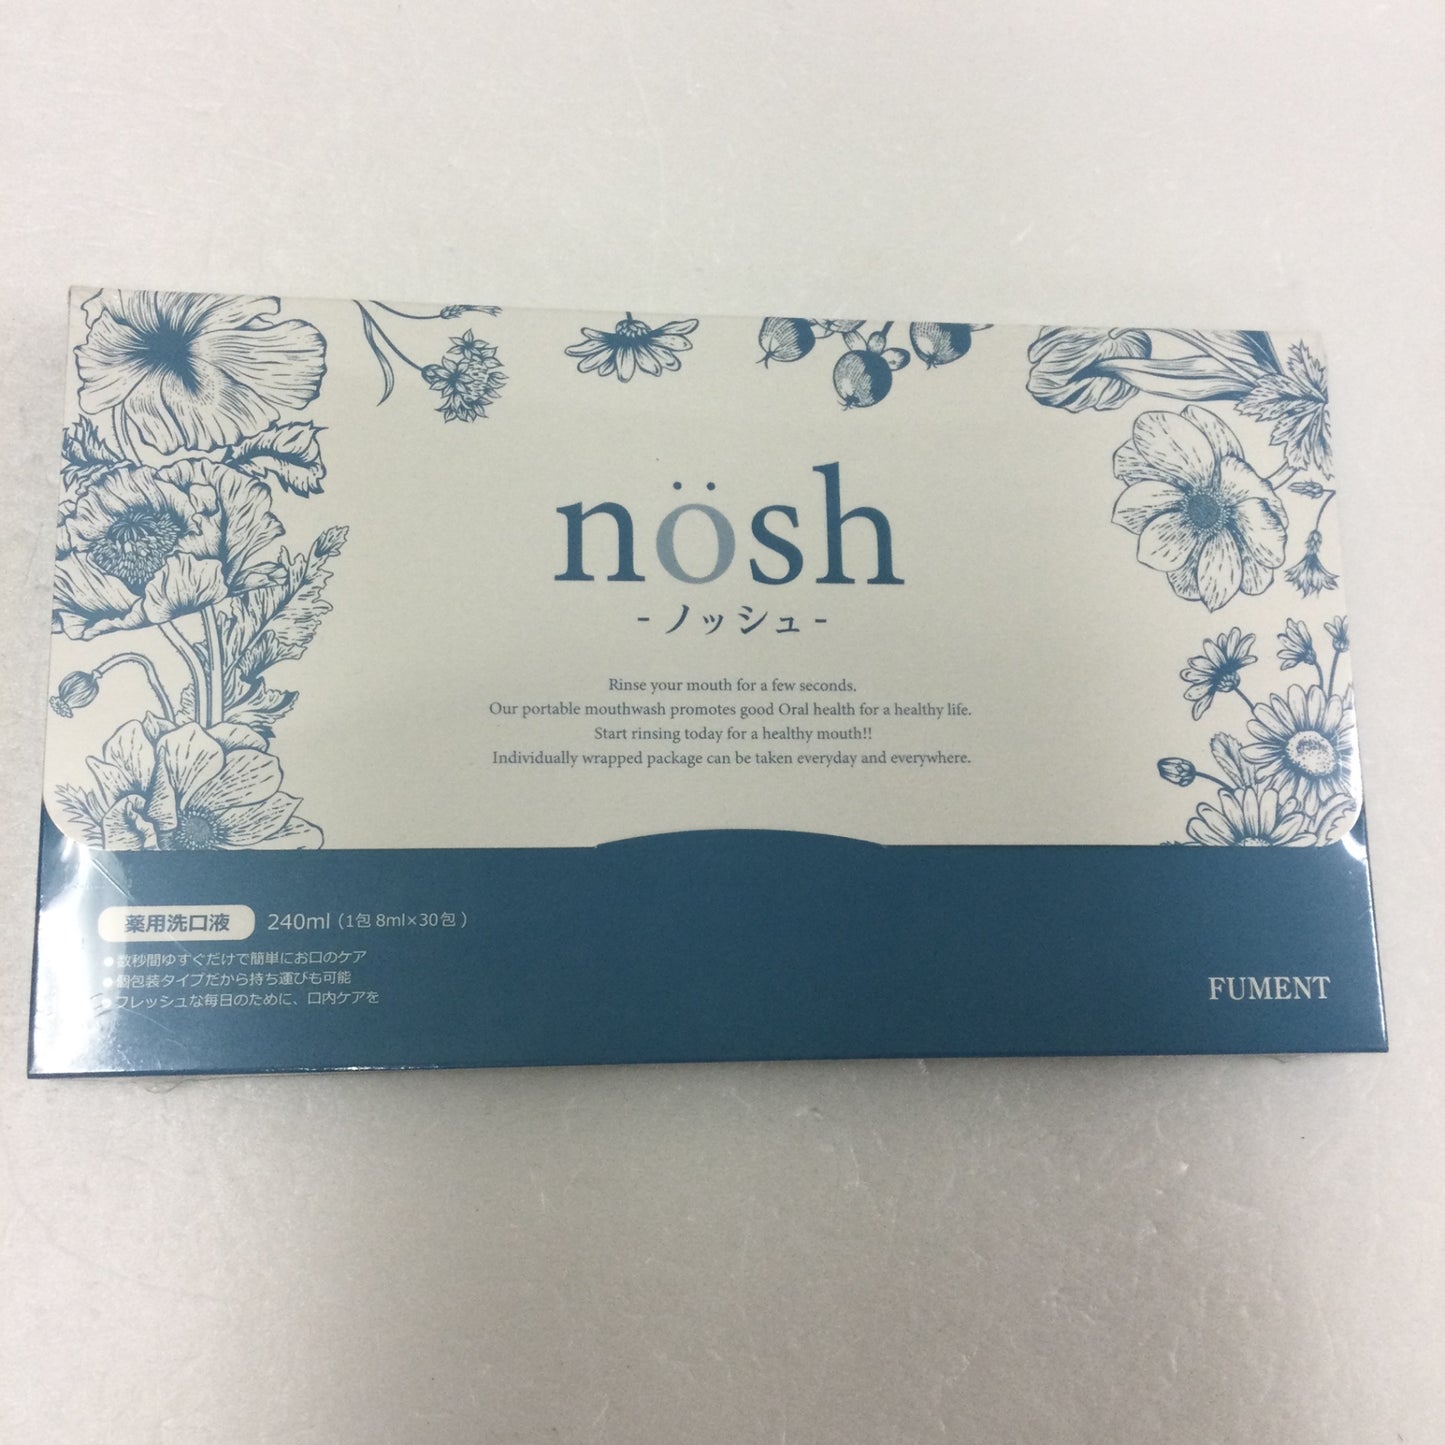 nösh
-ノッシュ-
Rinse your mouth for a few seconds.
Our portable mouthwash promotes good Oral health for a healthy life.
Start rinsing today for a healthy mouth!!
Individually wrapped package can be taken everyday and everywhere.
薬用洗口液 240ml（1包 8ml×30包）
●数秒間ゆすぐだけで簡単にお口のケア
●個包装タイプだから持ち運びも可能
●フレッシュな毎日のために、口内ケアを
FUMENT